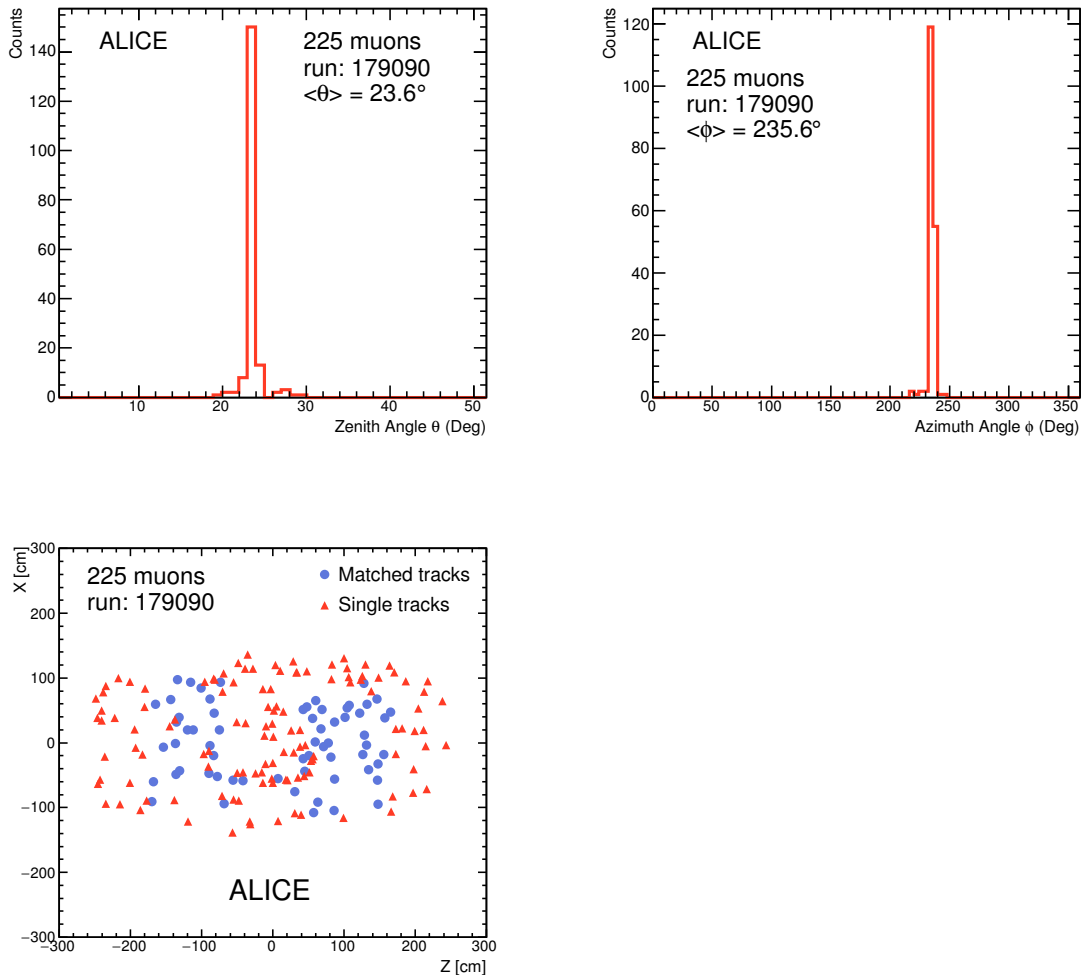 ALICE
225 muons
run: 179090
<θ> = 23.6°
Counts
0
20
40
60
80
100
120
140
10
20
30
40
50
Zenith Angle θ (Deg)
ALICE
225 muons
run: 179090
<ϕ> = 235.6°
Counts
0
20
40
60
80
100
120
0
50
100
150
200
250
300
350
Azimuth Angle ϕ (Deg)
225 muons
run: 179090
Matched tracks
Single tracks
ALICE
X [cm]
300
200
100
0
−100
−200
−300
−300
−200
−100
0
100
200
300
Z [cm]